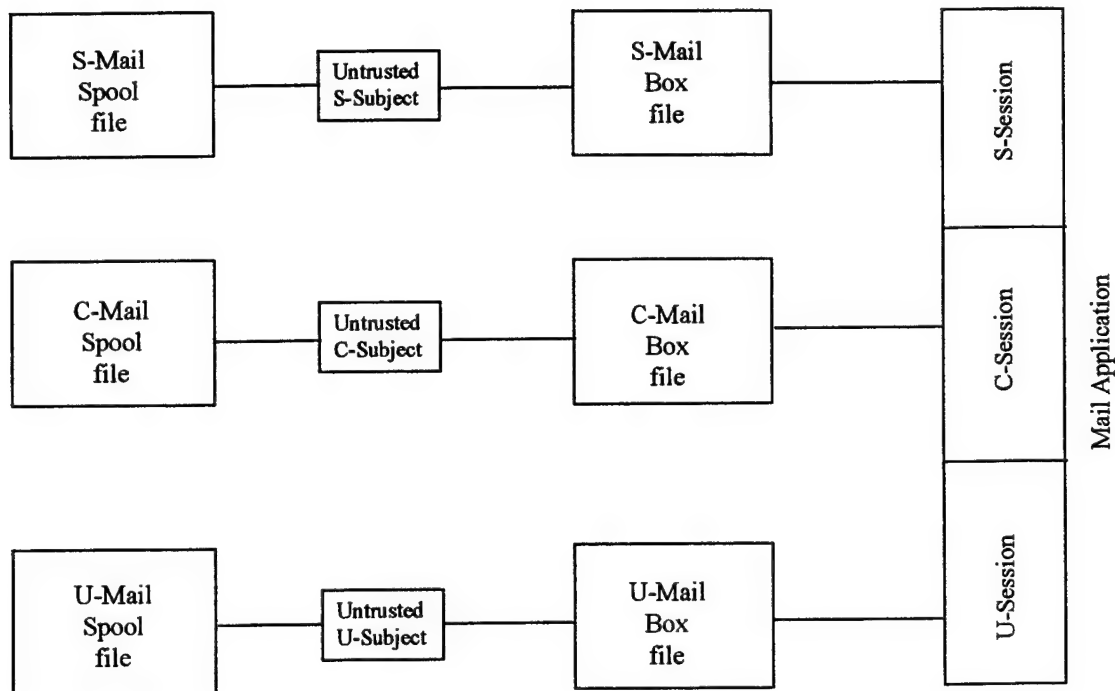 S-Mail
Spool
file
Untrusted
S-Subject
S-Mail
Box
file
S-Session
C-Mail
Spool
file
Untrusted
C-Subject
C-Mail
Box
file
C-Session
Mail Application
U-Mail
Spool
file
Untrusted
U-Subject
U-Mail
Box
file
U-Session